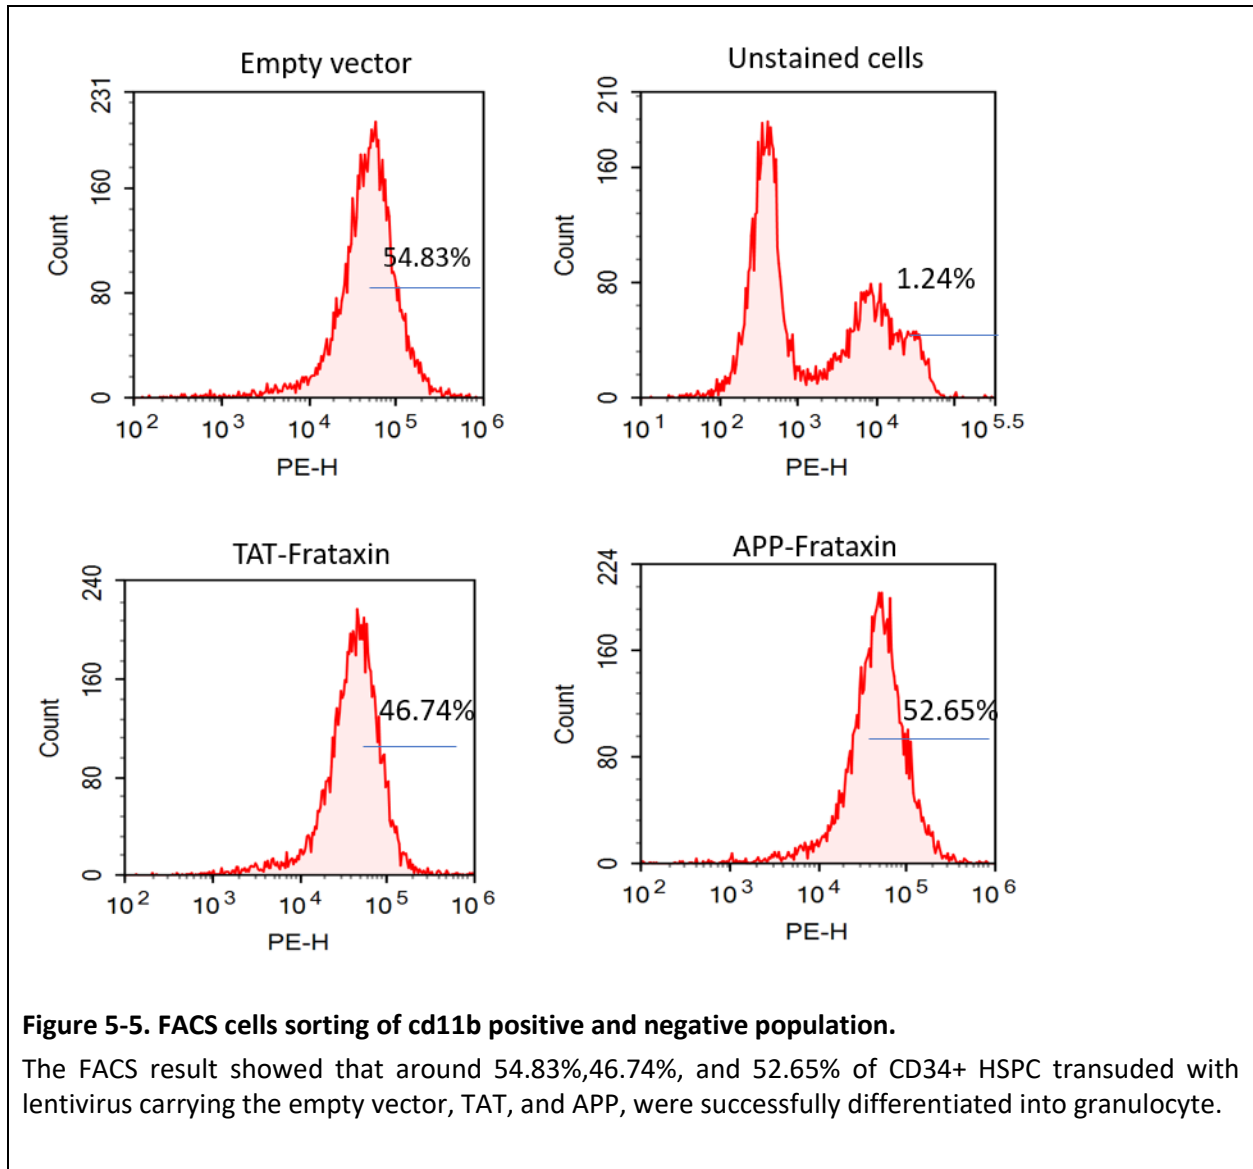 Empty vector
231
160
80
0
Count
54.83%
10^2 10^3 10^4 10^5 10^6
PE-H
Unstained cells
210
160
80
0
Count
1.24%
10^1 10^2 10^3 10^4 10^5.5
PE-H
TAT-Frataxin
240
160
80
0
Count
46.74%
10^2 10^3 10^4 10^5 10^6
PE-H
APP-Frataxin
224
160
80
0
Count
52.65%
10^2 10^3 10^4 10^5 10^6
PE-H
Figure 5-5. FACS cells sorting of cd11b positive and negative population.
The FACS result showed that around 54.83%,46.74%, and 52.65% of CD34+ HSPC transuded with
lentivirus carrying the empty vector, TAT, and APP, were successfully differentiated into granulocyte.